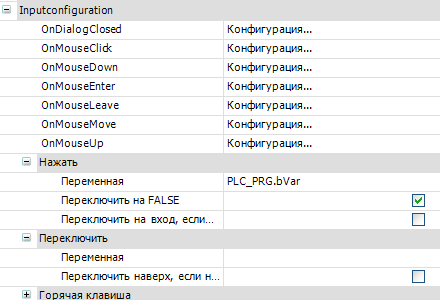 Inputconfiguration
OnDialogClosed Конфигурация...
OnMouseClick Конфигурация...
OnMouseDown Конфигурация...
OnMouseEnter Конфигурация...
OnMouseLeave Конфигурация...
OnMouseMove Конфигурация...
OnMouseUp Конфигурация...
Нажать
Переменная PLC_PRG.bVar
Переключить на FALSE
Переключить на вход, если...
Переключить
Переменная
Переключить наверх, если н...
Горячая клавиша